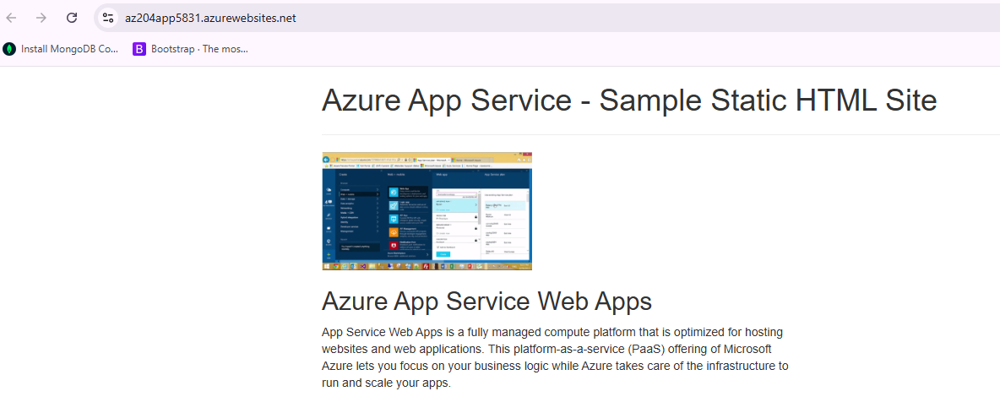 az204app5831.azurewebsites.net
Install MongoDB Co...
Bootstrap · The mos...
Azure App Service - Sample Static HTML Site
Azure App Service Web Apps
App Service Web Apps is a fully managed compute platform that is optimized for hosting
websites and web applications. This platform-as-a-service (PaaS) offering of Microsoft
Azure lets you focus on your business logic while Azure takes care of the infrastructure to
run and scale your apps.